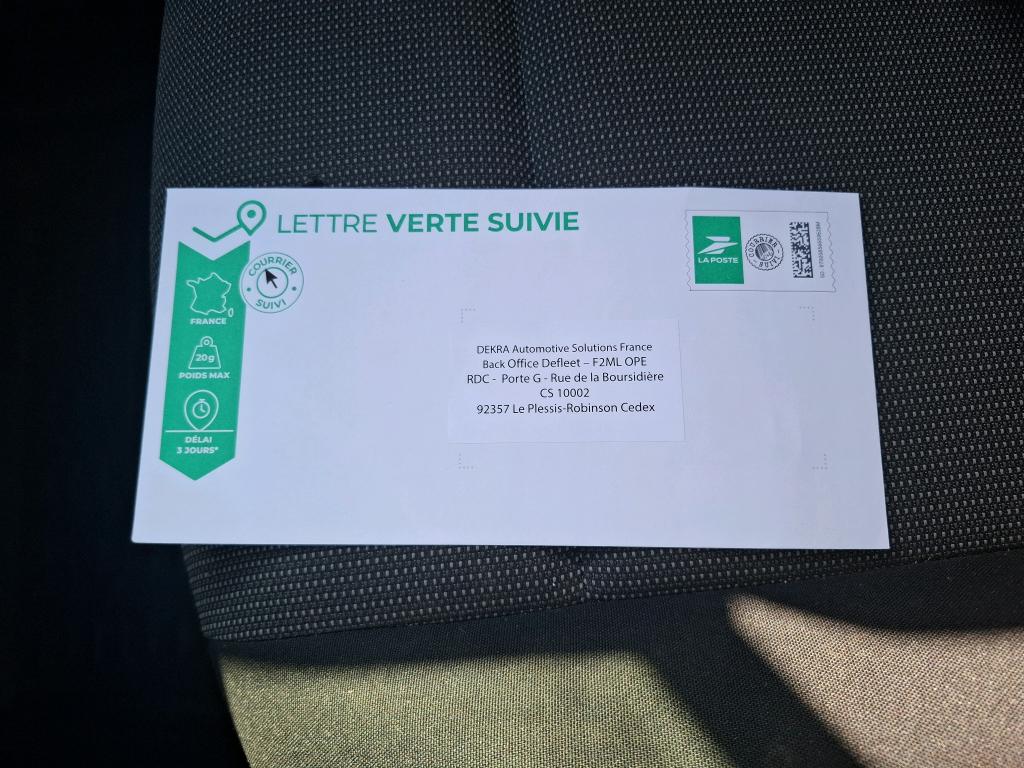 LETTRE VERTE SUIVIE
COURRIER
SUIVI
FRANCE
20g
POIDS MAX
DÉLAI
3 JOURS*
LA POSTE
COURRIER
SUIVI
DEKRA Automotive Solutions France
Back Office Defleet – F2ML OPE
RDC - Porte G - Rue de la Boursidière
CS 10002
92357 Le Plessis-Robinson Cedex